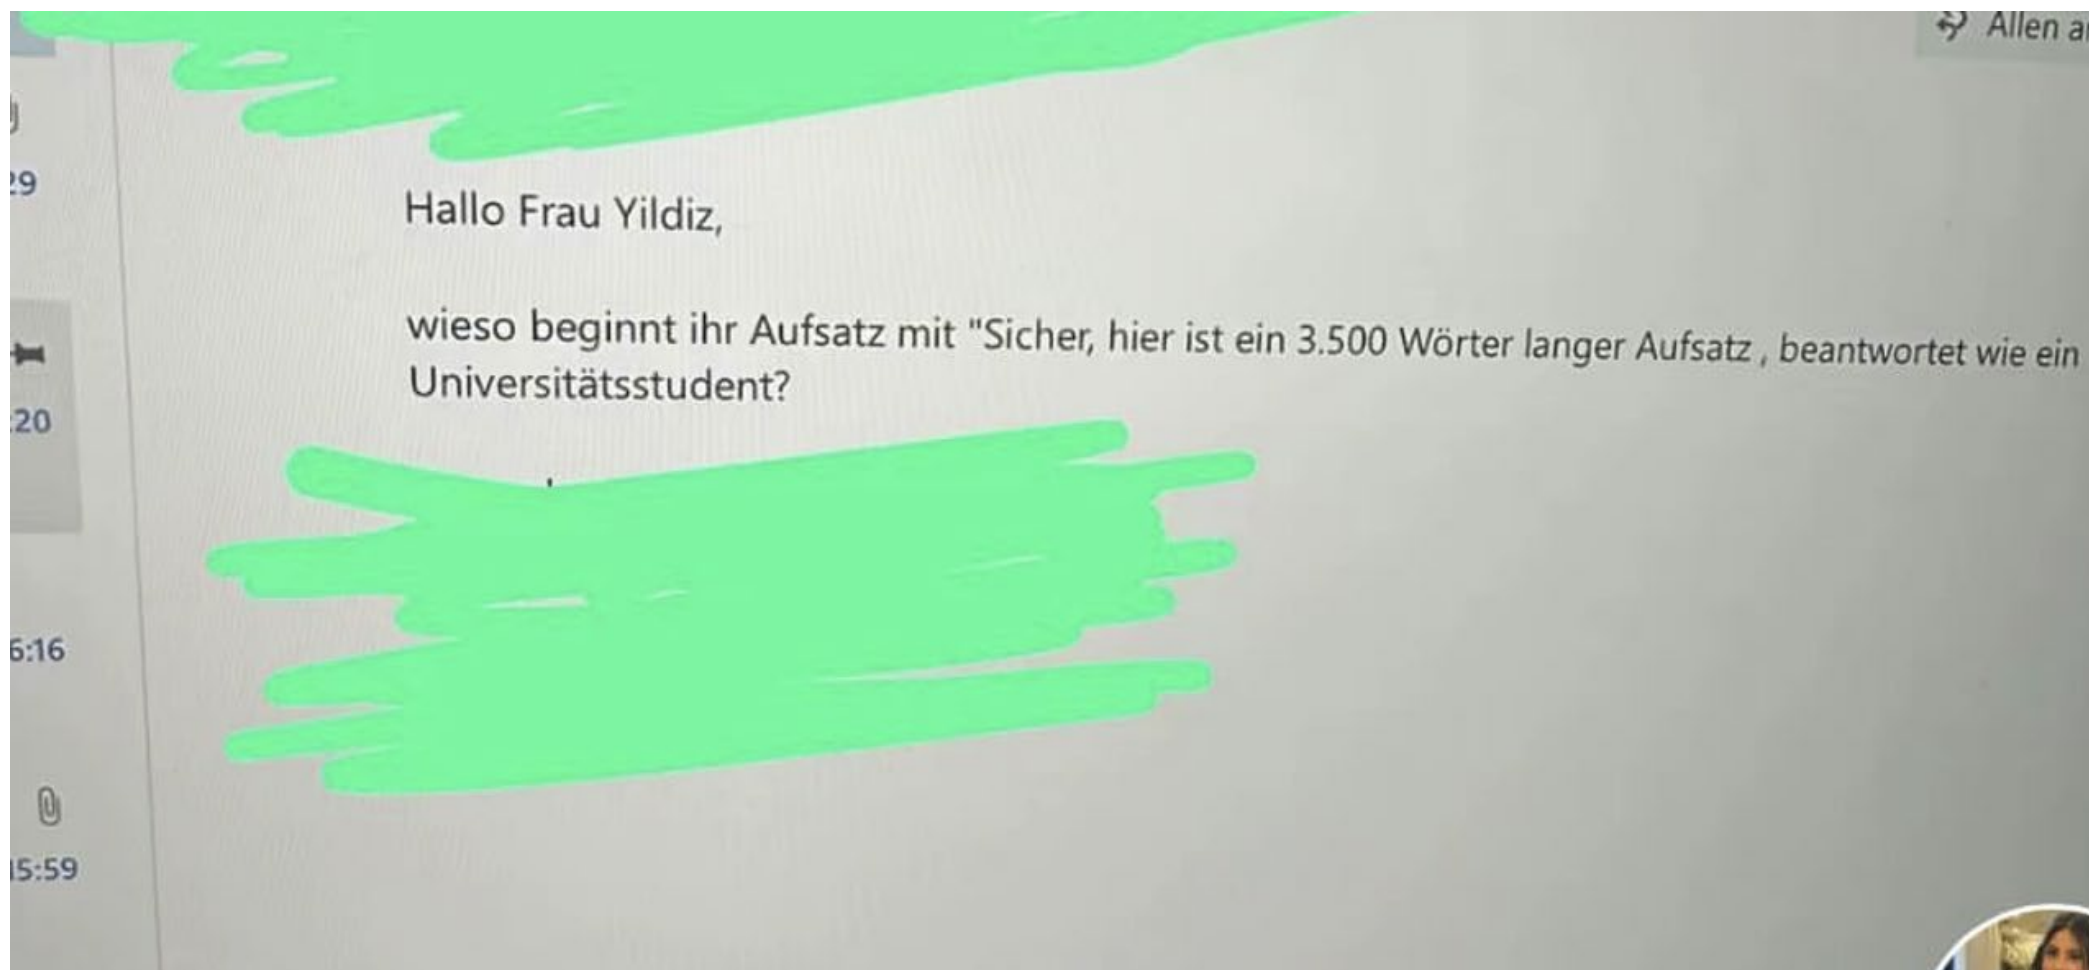 Allen
29
Hallo Frau Yildiz,
wieso beginnt ihr Aufsatz mit "Sicher, hier ist ein 3.500 Wörter langer Aufsatz , beantwortet wie ein
Universitätsstudent?
:20
6:16
15:59